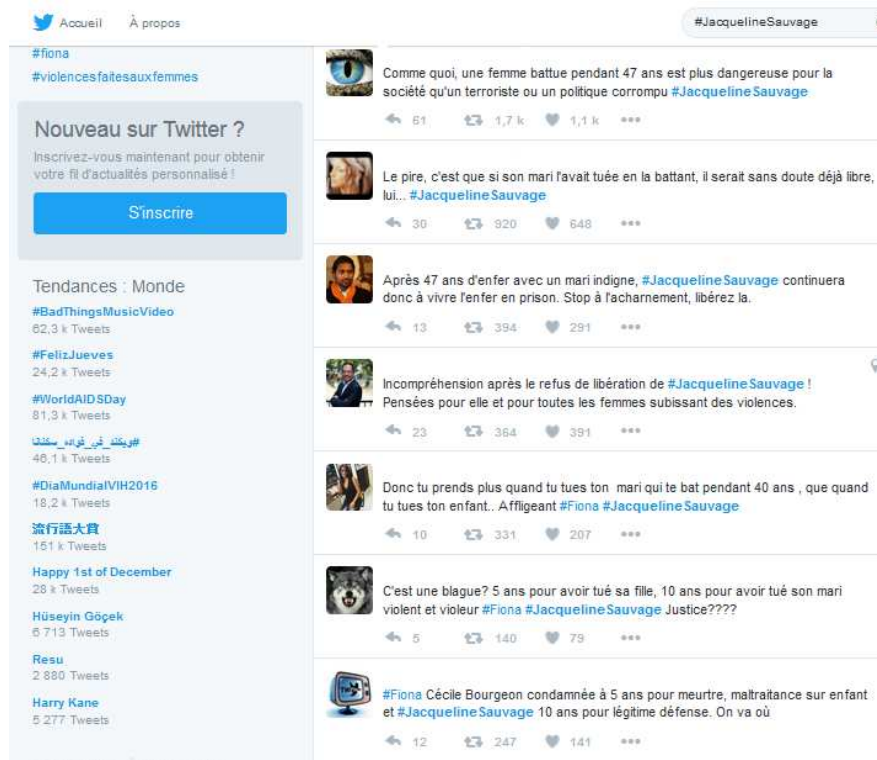 Accueil À propos
#JacquelineSauvage
#fiona
#violencesfaitesauxfemmes
Nouveau sur Twitter ?
Inscrivez-vous maintenant pour obtenir
votre fil d'actualités personnalisé !
S'inscrire
Tendances : Monde
#BadThingsMusicVideo
62,3 k Tweets
#FelizJueves
24,2 k Tweets
#WorldAIDSDay
81,3 k Tweets
46,1 k Tweets
#DiaMundialVIH2016
18,2 k Tweets
流行語大賞
151 k Tweets
Happy 1st of December
28 k Tweets
Hüseyin Göçek
6 713 Tweets
Resu
2 880 Tweets
Harry Kane
5 277 Tweets
Comme quoi, une femme battue pendant 47 ans est plus dangereuse pour la
société qu'un terroriste ou un politique corrompu #JacquelineSauvage
61 1,7 k 1,1 k
Le pire, c'est que si son mari l'avait tuée en la battant, il serait sans doute déjà libre,
lui... #JacquelineSauvage
30 920 648
Après 47 ans d'enfer avec un mari indigne, #JacquelineSauvage continuera
donc à vivre l'enfer en prison. Stop à l'acharnement, libérez la.
13 394 291
Incompréhension après le refus de libération de #JacquelineSauvage !
Pensées pour elle et pour toutes les femmes subissant des violences.
23 364 391
Donc tu prends plus quand tu tues ton mari qui te bat pendant 40 ans , que quand
tu tues ton enfant.. Affligeant #Fiona #JacquelineSauvage
10 331 207
C'est une blague? 5 ans pour avoir tué sa fille, 10 ans pour avoir tué son mari
violent et violeur #Fiona #JacquelineSauvage Justice????
5 140 79
#Fiona Cécile Bourgeon condamnée à 5 ans pour meurtre, maltraitance sur enfant
et #JacquelineSauvage 10 ans pour légitime défense. On va où
12 247 141